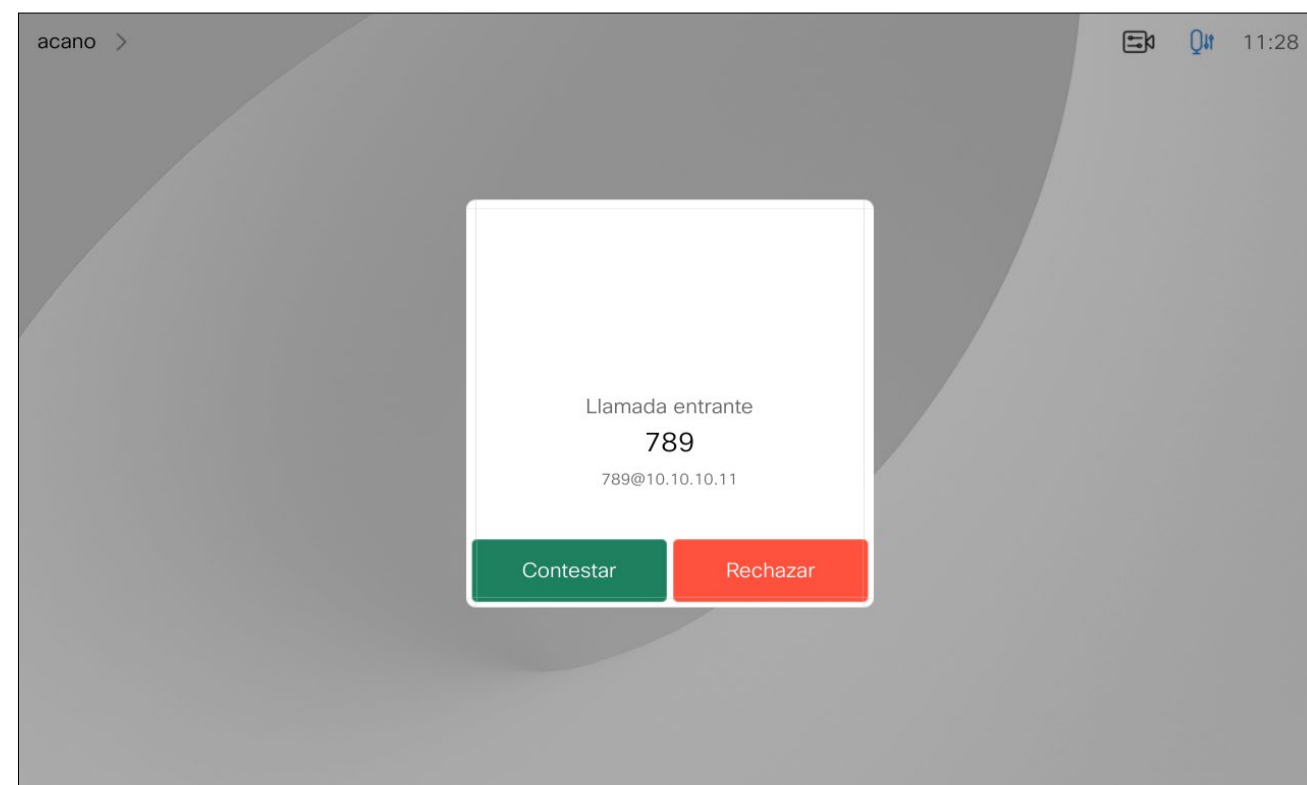 acano
11:28
Llamada entrante
789
789@10.10.10.11
Contestar
Rechazar